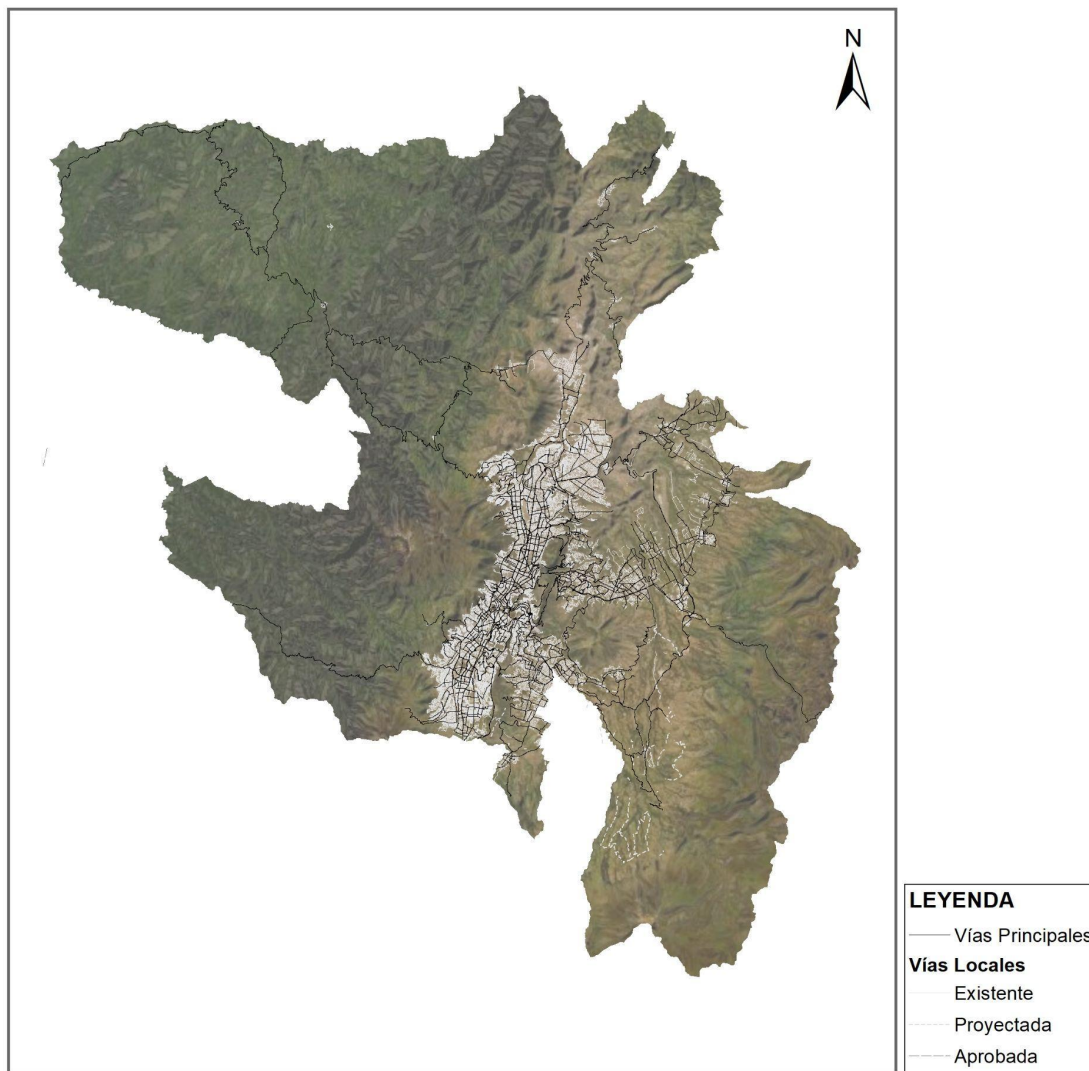 N
LEYENDA
Vías Principales
Vías Locales
Existente
Proyectada
Aprobada